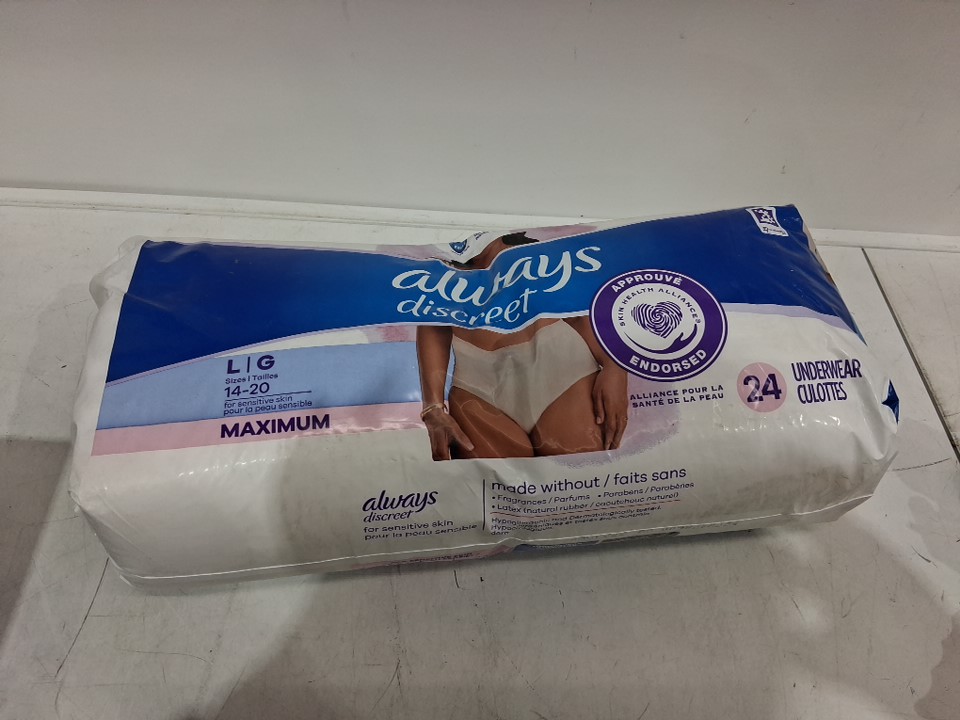 always
discreet
APPROUVÉ
SKIN HEALTH ALLIANCE
ENDORSED
ALLIANCE POUR LA
SANTÉ DE LA PEAU
24
UNDERWEAR
CULOTTES
L | G
Sizes | Tailles
14-20
for sensitive skin
pour la peau sensible
MAXIMUM
always
discreet
for sensitive skin
pour la peau sensible
made without / faits sans
• Fragrances / Parfums • Parabens / Parabènes
• Latex (natural rubber / caoutchouc naturel)